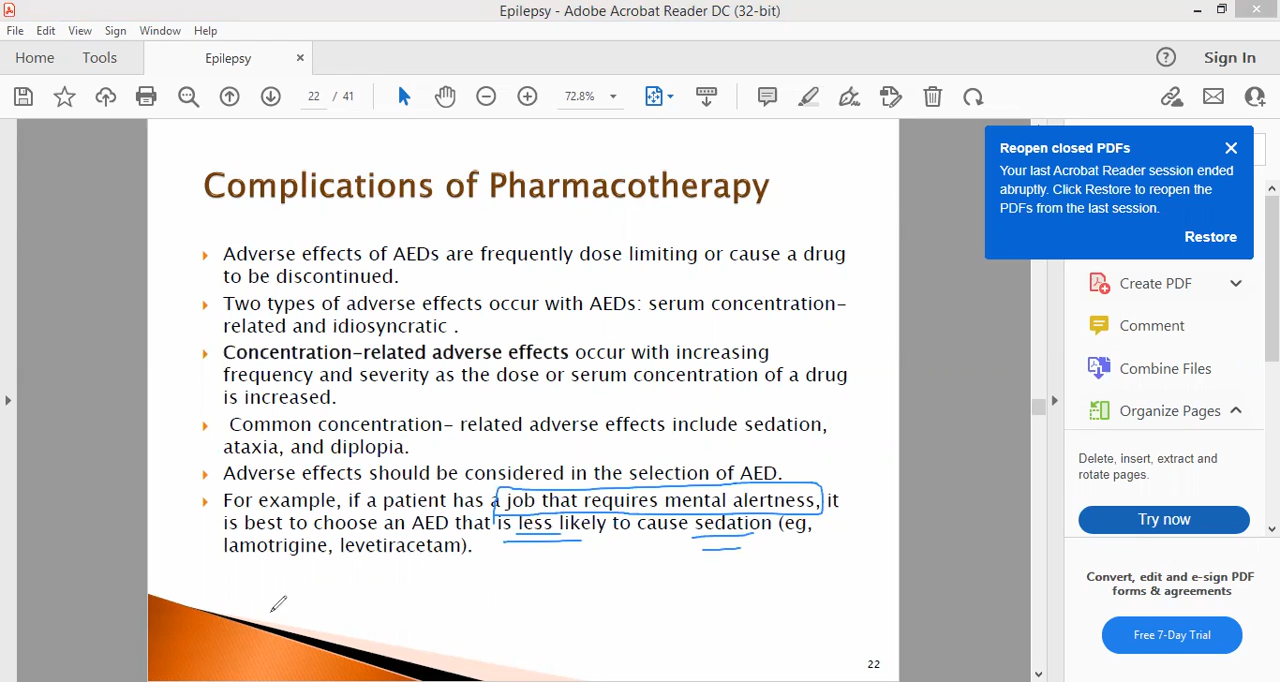 Epilepsy - Adobe Acrobat Reader DC (32-bit)
File Edit View Sign Window Help
Home Tools Epilepsy × Sign In
22 / 41 72.8%
Reopen closed PDFs
Your last Acrobat Reader session ended
abruptly. Click Restore to reopen the
PDFs from the last session.
Restore
Complications of Pharmacotherapy
Adverse effects of AEDs are frequently dose limiting or cause a drug
to be discontinued.
Two types of adverse effects occur with AEDs: serum concentration-
related and idiosyncratic .
Concentration-related adverse effects occur with increasing
frequency and severity as the dose or serum concentration of a drug
is increased.
Common concentration- related adverse effects include sedation,
ataxia, and diplopia.
Adverse effects should be considered in the selection of AED.
For example, if a patient has a job that requires mental alertness, it
is best to choose an AED that is less likely to cause sedation (eg,
lamotrigine, levetiracetam).
22
Create PDF
Comment
Combine Files
Organize Pages
Delete, insert, extract and
rotate pages.
Try now
Convert, edit and e-sign PDF
forms & agreements
Free 7-Day Trial